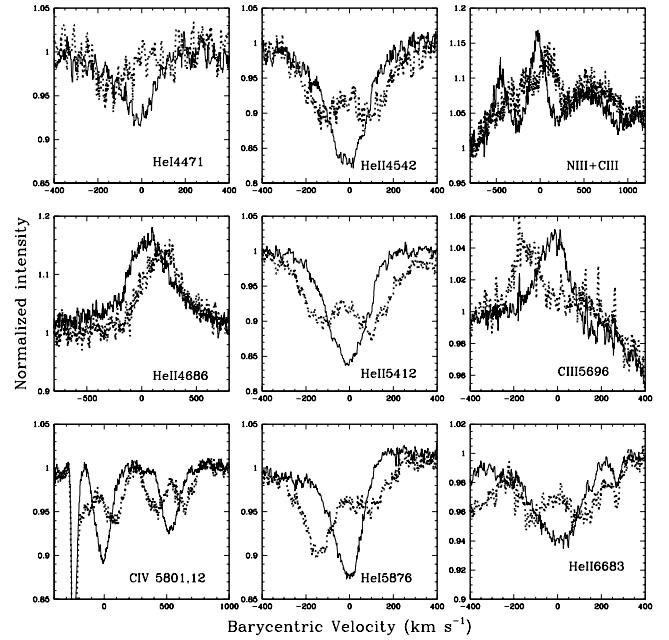 1.05
1
0.95
0.9
0.85
-400 -200 0 200 400
HeI4471
1.05
1
0.95
0.9
0.85
-400 -200 0 200 400
HeII4542
1.2
1.15
1.1
1.05
1
0.95
-500 0 500 1000
NIII+CIII
1.2
1.1
1
0.9
-500 0 500
HeII4686
1.05
1
0.95
0.9
0.85
0.8
-400 -200 0 200 400
HeII5412
1.06
1.04
1.02
1
0.98
0.96
-400 -200 0 200 400
CIII5696
1.05
1
0.95
0.9
0.85
0 500 1000
CIV 5801,12
1.05
1
0.95
0.9
0.85
-400 -200 0 200 400
HeI5876
1.02
1
0.98
0.96
0.94
0.92
0.9
-400 -200 0 200 400
HeII6683
Normalized intensity
Barycentric Velocity (km s⁻¹)